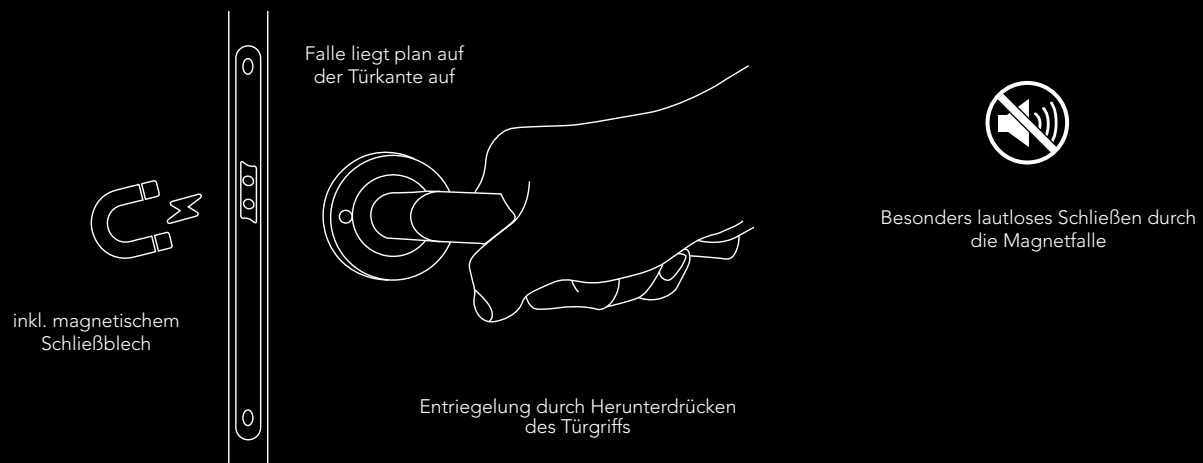 Falle liegt plan auf
der Türkante auf
Besonders lautloses Schließen durch
die Magnetfalle
inkl. magnetischem
Schließblech
Entriegelung durch Herunterdrücken
des Türgriffs